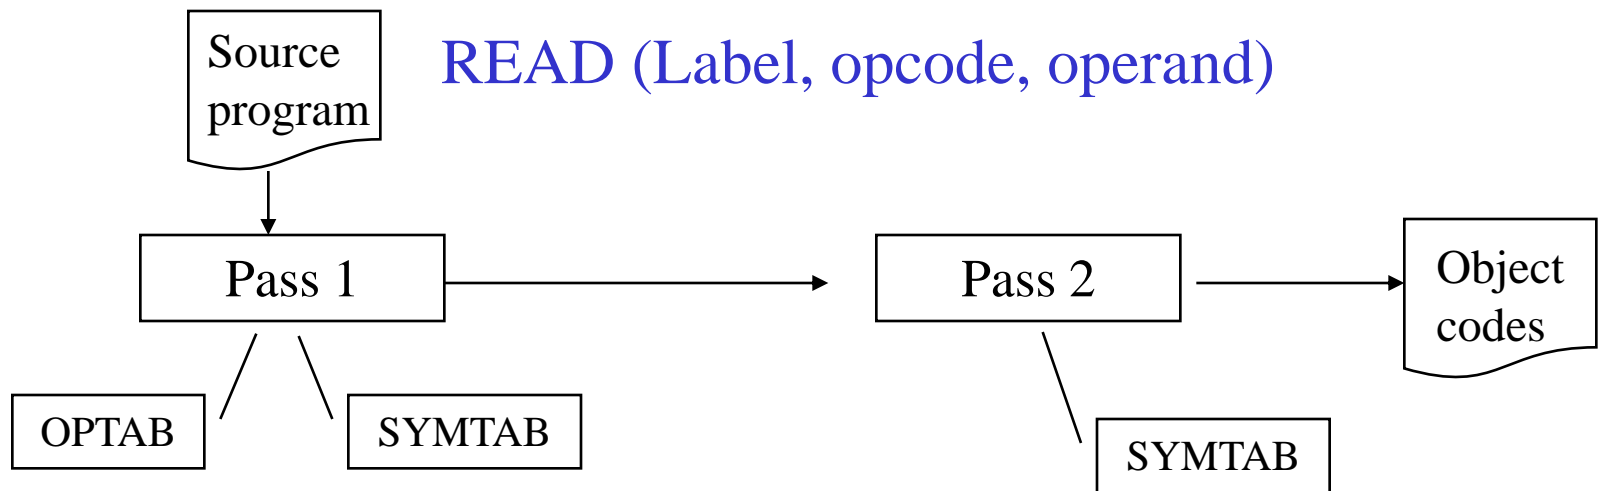 Source
program
READ (Label, opcode, operand)
Pass 1
Pass 2
Object
codes
OPTAB
SYMTAB
SYMTAB